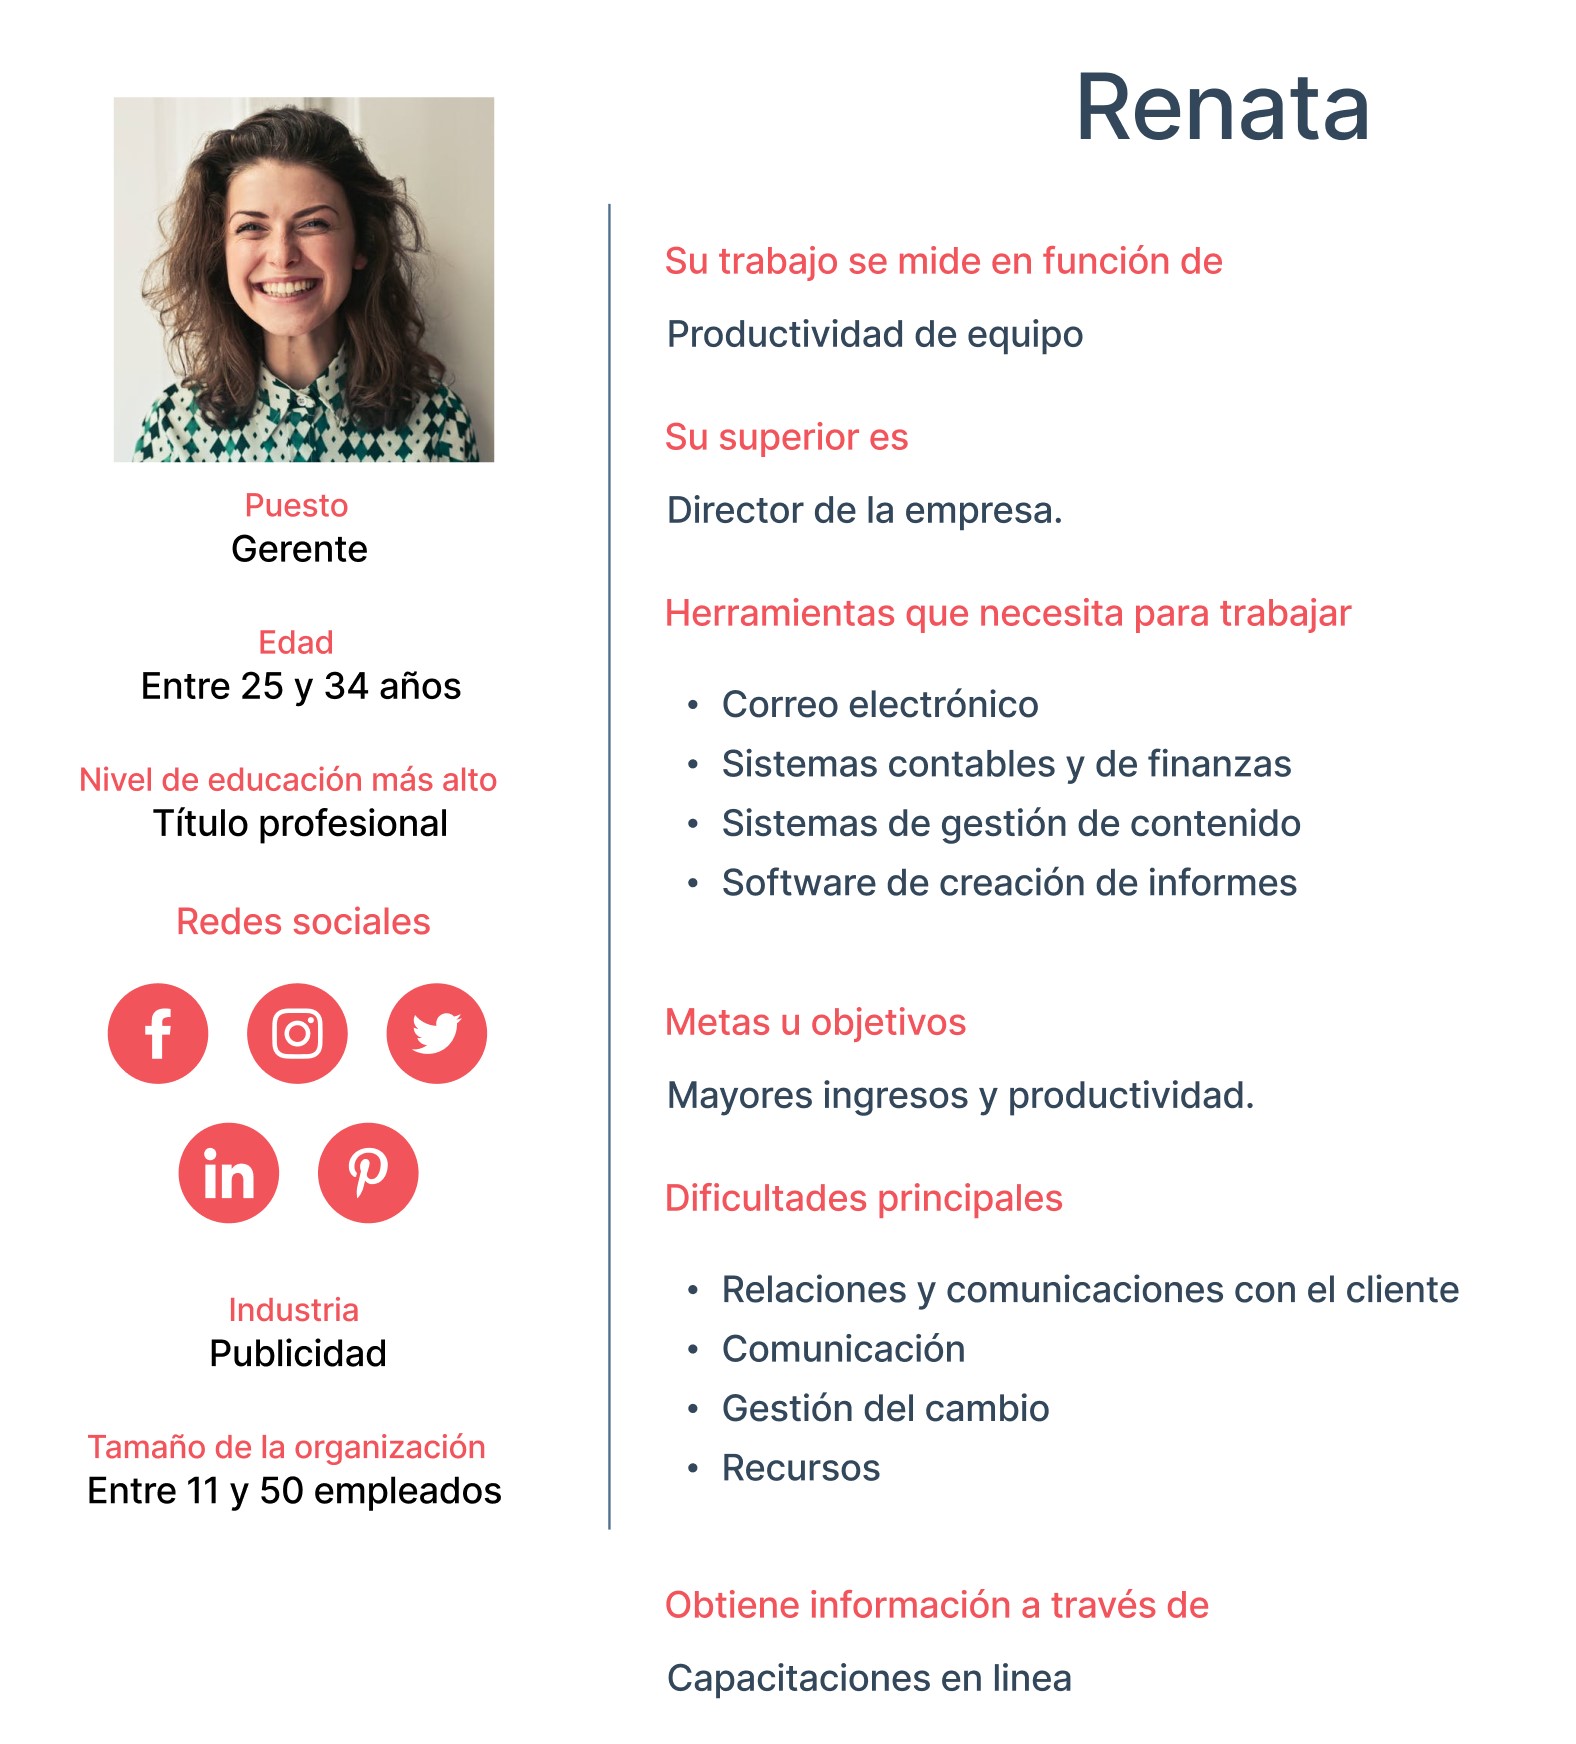 Renata
Puesto
Gerente
Edad
Entre 25 y 34 años
Nivel de educación más alto
Título profesional
Redes sociales
f
in
Industria
Publicidad
Tamaño de la organización
Entre 11 y 50 empleados
Su trabajo se mide en función de
Productividad de equipo
Su superior es
Director de la empresa.
Herramientas que necesita para trabajar
• Correo electrónico
• Sistemas contables y de finanzas
• Sistemas de gestión de contenido
• Software de creación de informes
Metas u objetivos
Mayores ingresos y productividad.
Dificultades principales
• Relaciones y comunicaciones con el cliente
• Comunicación
• Gestión del cambio
• Recursos
Obtiene información a través de
Capacitaciones en linea